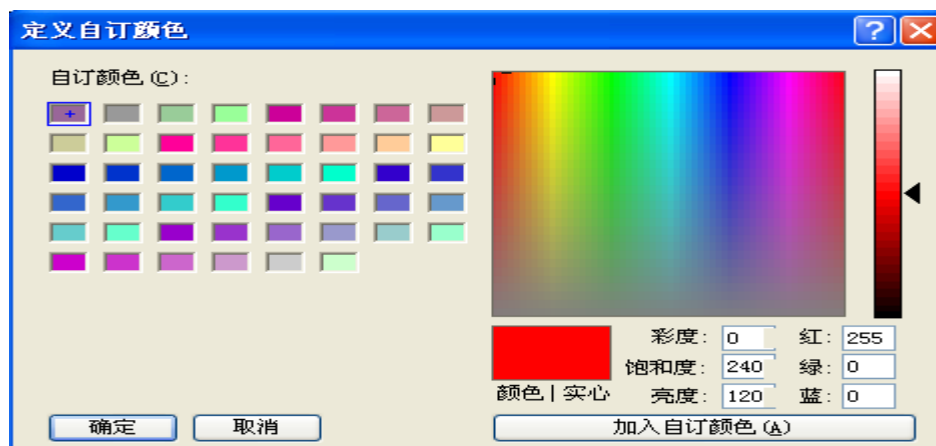 定义自订颜色
自订颜色(C):
彩度: 0 红: 255
饱和度: 240 绿: 0
颜色|实心 亮度: 120 蓝: 0
确定 取消 加入自订颜色(A)